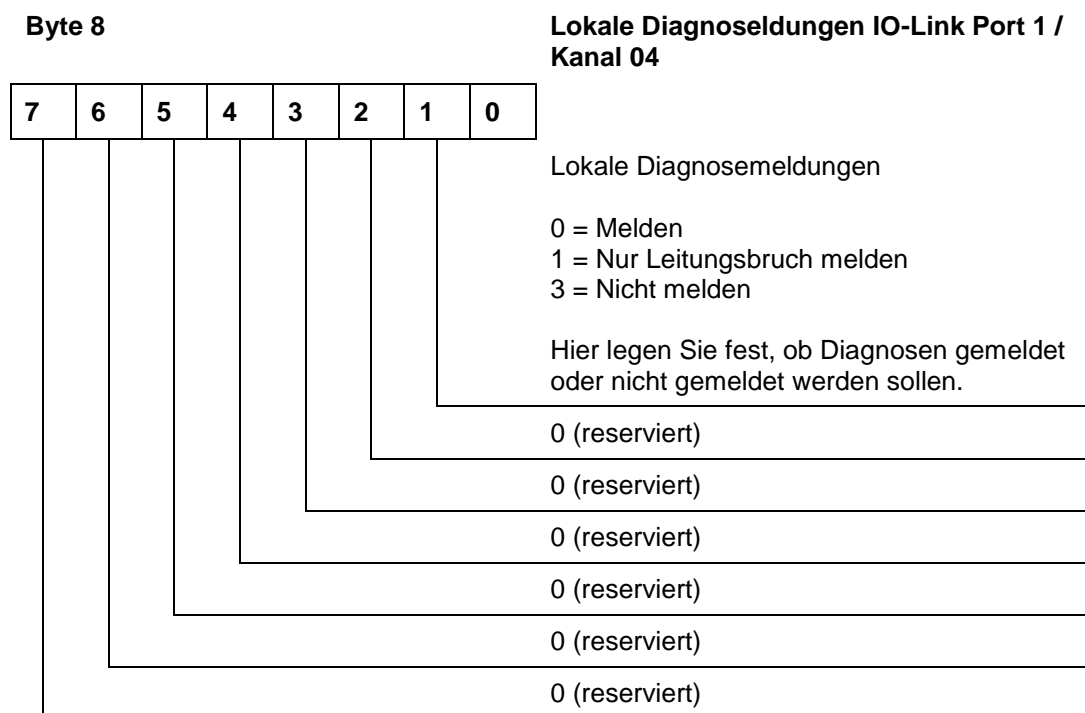 Byte 8
Lokale Diagnoseldungen IO-Link Port 1 /
Kanal 04
7 6 5 4 3 2 1 0
Lokale Diagnosemeldungen
0 = Melden
1 = Nur Leitungsbruch melden
3 = Nicht melden
Hier legen Sie fest, ob Diagnosen gemeldet
oder nicht gemeldet werden sollen.
0 (reserviert)
0 (reserviert)
0 (reserviert)
0 (reserviert)
0 (reserviert)
0 (reserviert)